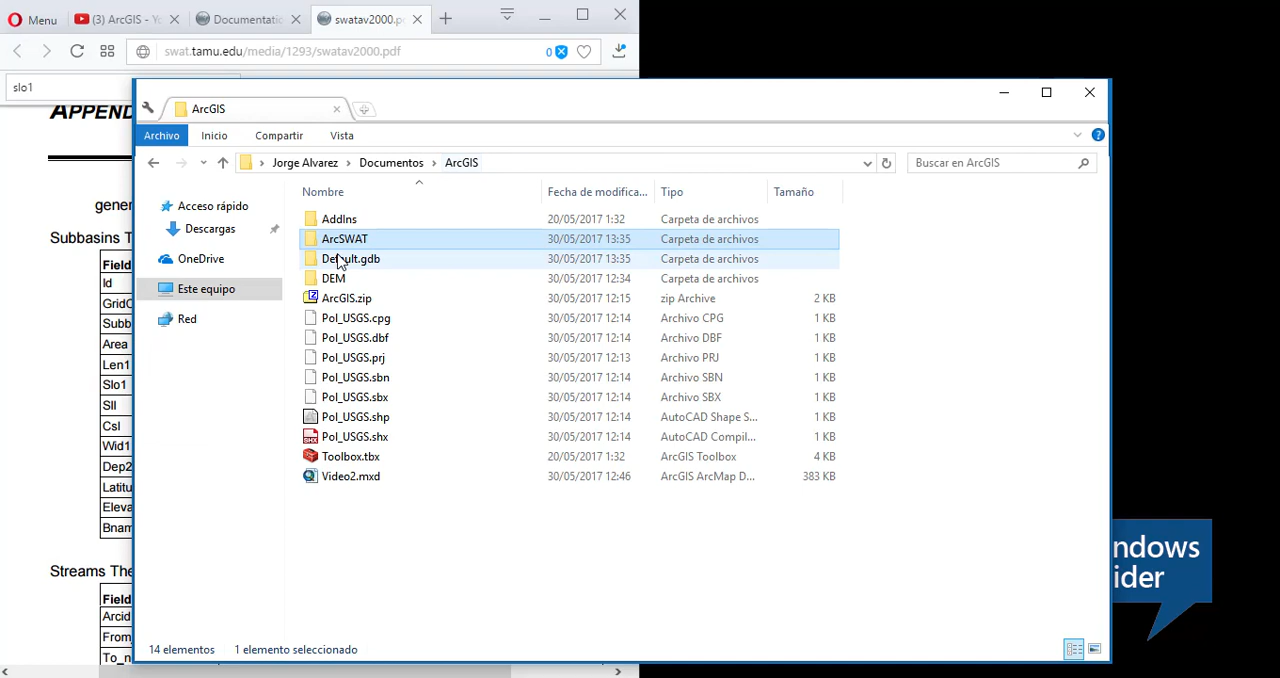 Menu
(3) ArcGIS - Yo
Documentatio
swatav2000.p
swat.tamu.edu/media/1293/swatav2000.pdf
0
slo1
APPEND
gener
Subbasins T
Field
Id
GridC
Subb
Area
Len1
Slo1
Sll
Csl
Wid1
Dep2
Latitu
Eleva
Bnam
Streams The
Field
Arcid
From_
To_n
ArcGIS
Archivo Inicio Compartir Vista
Jorge Alvarez > Documentos > ArcGIS
Buscar en ArcGIS
Acceso rápido
Descargas
OneDrive
Este equipo
Red
Nombre Fecha de modifica... Tipo Tamaño
AddIns 20/05/2017 1:32 Carpeta de archivos
ArcSWAT 30/05/2017 13:35 Carpeta de archivos
Default.gdb 30/05/2017 13:35 Carpeta de archivos
DEM 30/05/2017 12:34 Carpeta de archivos
ArcGIS.zip 30/05/2017 12:15 zip Archive 2 KB
Pol_USGS.cpg 30/05/2017 12:14 Archivo CPG 1 KB
Pol_USGS.dbf 30/05/2017 12:14 Archivo DBF 1 KB
Pol_USGS.prj 30/05/2017 12:13 Archivo PRJ 1 KB
Pol_USGS.sbn 30/05/2017 12:14 Archivo SBN 1 KB
Pol_USGS.sbx 30/05/2017 12:14 Archivo SBX 1 KB
Pol_USGS.shp 30/05/2017 12:14 AutoCAD Shape S... 1 KB
Pol_USGS.shx 30/05/2017 12:14 AutoCAD Compil... 1 KB
Toolbox.tbx 20/05/2017 1:32 ArcGIS Toolbox 4 KB
Video2.mxd 30/05/2017 12:46 ArcGIS ArcMap D... 383 KB
14 elementos 1 elemento seleccionado
ndows
ider